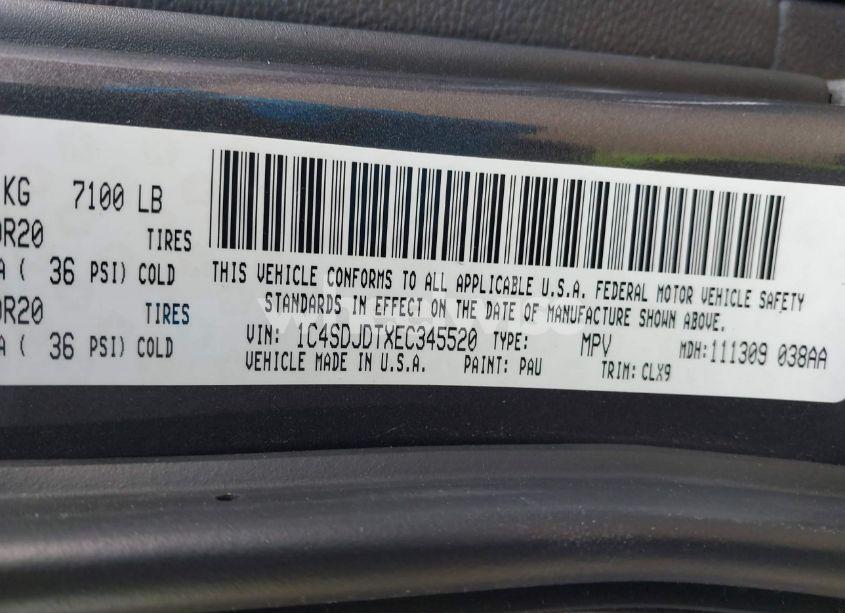 KG 7100 LB
R20 TIRES
A ( 36 PSI) COLD
R20 TIRES
A ( 36 PSI) COLD
THIS VEHICLE CONFORMS TO ALL APPLICABLE U.S.A. FEDERAL MOTOR VEHICLE SAFETY
STANDARDS IN EFFECT ON THE DATE OF MANUFACTURE SHOWN ABOVE.
VIN: 1C4SDJDTXEC345520 TYPE: MPV MDH:111309 038AA
VEHICLE MADE IN U.S.A. PAINT: PAU TRIM: CLX9